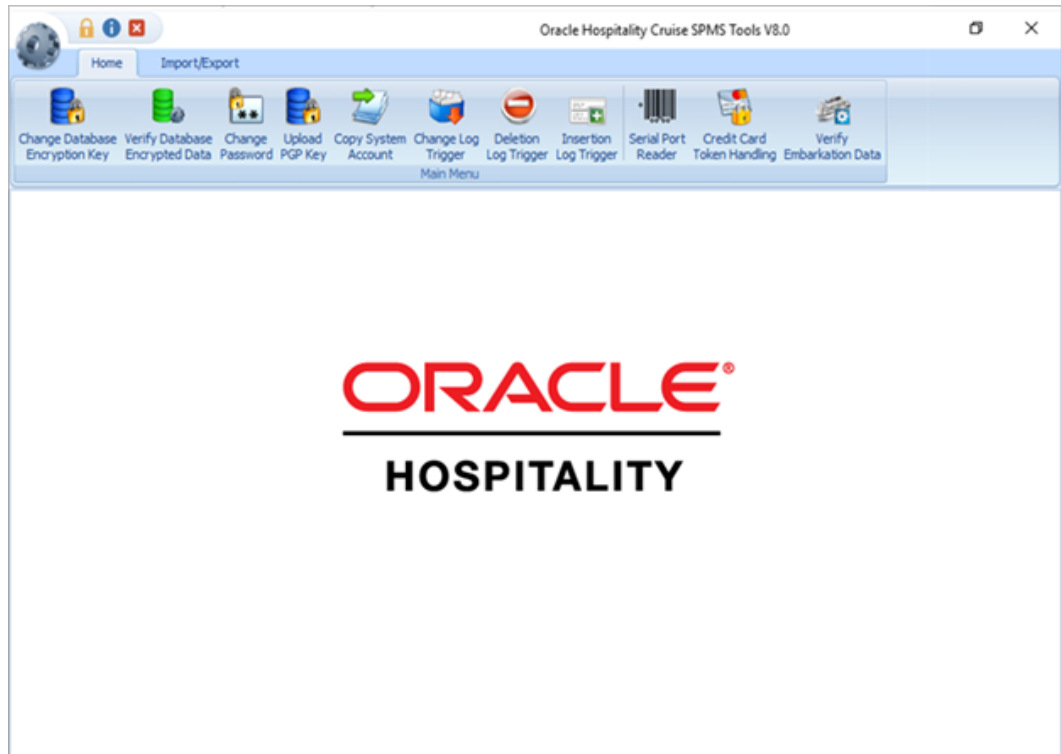 Oracle Hospitality Cruise SPMS Tools V8.0
Home Import/Export
Change Database Encryption Key
Verify Database Encrypted Data
Change Password
Upload PGP Key
Copy System Account
Change Log Trigger
Deletion Log Trigger
Insertion Log Trigger
Serial Port Reader
Credit Card Token Handling
Verify Embarkation Data
Main Menu
ORACLE®
HOSPITALITY